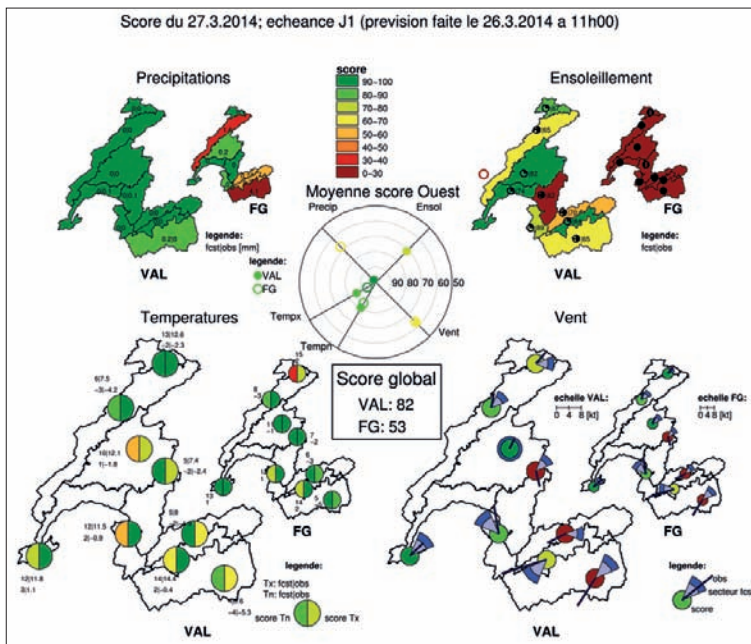 Score du 27.3.2014; echeance J1 (prevision faite le 26.3.2014 a 11h00)
Precipitations
score
90-100
80-90
70-80
60-70
50-60
40-50
30-40
0-30
Ensoleillement
FG
legende:
fcst|obs [mm]
VAL
Moyenne score Ouest
Precip
Ensol
legende:
VAL
FG
90 80 70 60 50
Tempx
Tempn
Vent
FG
legende:
fcst|obs
VAL
Temperatures
13|12.6
-2|-2.3
6|7.5
-3|-4.2
16|12.1
1|-1.8
5|7.4
-2|-2.4
12|11.5
2|-0.9
12|11.8
3|1.1
14|14.4
2|-0.4
-4|-5.3
Score global
VAL: 82
FG: 53
FG
legende:
Tx: fcst|obs
Tn: fcst|obs
score Tn
score Tx
VAL
Vent
echelle VAL:
0 4 8 [kt]
echelle FG:
0 4 8 [kt]
FG
legende:
obs
secteur fcst
score
VAL